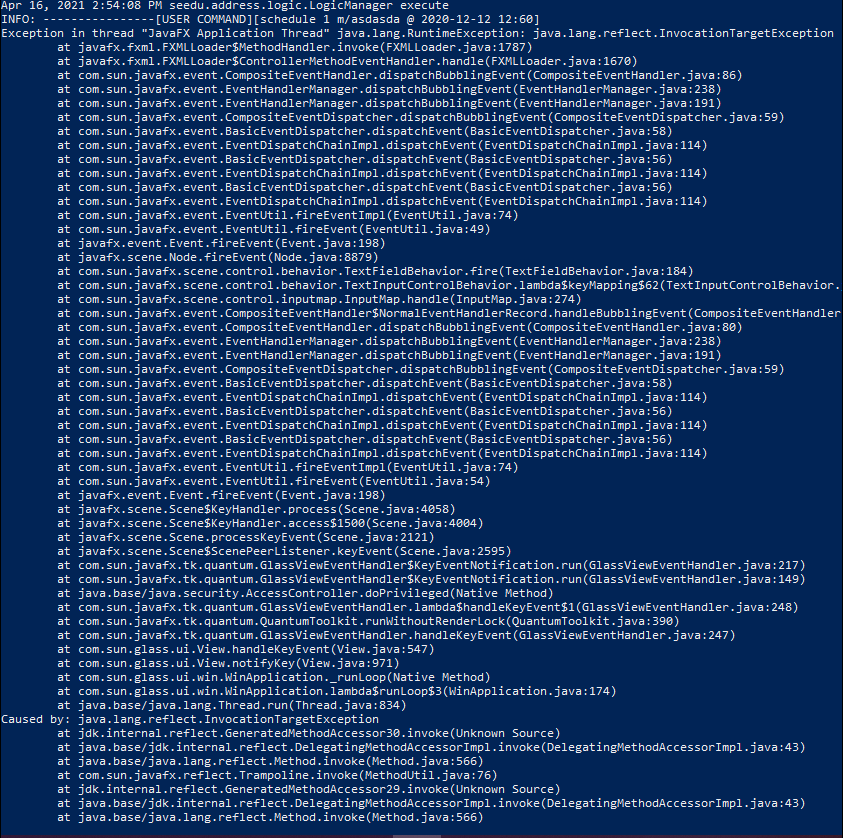 Apr 16, 2021 2:54:08 PM seedu.address.logic.LogicManager execute
INFO: ----------------[USER COMMAND][schedule 1 m/asdasda @ 2020-12-12 12:60]
Exception in thread "JavaFX Application Thread" java.lang.RuntimeException: java.lang.reflect.InvocationTargetException
at javafx.fxml.FXMLLoader$MethodHandler.invoke(FXMLLoader.java:1787)
at javafx.fxml.FXMLLoader$ControllerMethodEventHandler.handle(FXMLLoader.java:1670)
at com.sun.javafx.event.CompositeEventHandler.dispatchBubblingEvent(CompositeEventHandler.java:86)
at com.sun.javafx.event.EventHandlerManager.dispatchBubblingEvent(EventHandlerManager.java:238)
at com.sun.javafx.event.EventHandlerManager.dispatchBubblingEvent(EventHandlerManager.java:191)
at com.sun.javafx.event.CompositeEventDispatcher.dispatchBubblingEvent(CompositeEventDispatcher.java:59)
at com.sun.javafx.event.BasicEventDispatcher.dispatchEvent(BasicEventDispatcher.java:58)
at com.sun.javafx.event.EventDispatchChainImpl.dispatchEvent(EventDispatchChainImpl.java:114)
at com.sun.javafx.event.BasicEventDispatcher.dispatchEvent(BasicEventDispatcher.java:56)
at com.sun.javafx.event.EventDispatchChainImpl.dispatchEvent(EventDispatchChainImpl.java:114)
at com.sun.javafx.event.BasicEventDispatcher.dispatchEvent(BasicEventDispatcher.java:56)
at com.sun.javafx.event.EventDispatchChainImpl.dispatchEvent(EventDispatchChainImpl.java:114)
at com.sun.javafx.event.EventUtil.fireEventImpl(EventUtil.java:74)
at com.sun.javafx.event.EventUtil.fireEvent(EventUtil.java:49)
at javafx.event.Event.fireEvent(Event.java:198)
at javafx.scene.Node.fireEvent(Node.java:8879)
at com.sun.javafx.scene.control.behavior.TextFieldBehavior.fire(TextFieldBehavior.java:184)
at com.sun.javafx.scene.control.behavior.TextInputControlBehavior.lambda$keyMapping$62(TextInputControlBehavior.
at com.sun.javafx.scene.control.inputmap.InputMap.handle(InputMap.java:274)
at com.sun.javafx.event.CompositeEventHandler$NormalEventHandlerRecord.handleBubblingEvent(CompositeEventHandler
at com.sun.javafx.event.CompositeEventHandler.dispatchBubblingEvent(CompositeEventHandler.java:80)
at com.sun.javafx.event.EventHandlerManager.dispatchBubblingEvent(EventHandlerManager.java:238)
at com.sun.javafx.event.EventHandlerManager.dispatchBubblingEvent(EventHandlerManager.java:191)
at com.sun.javafx.event.CompositeEventDispatcher.dispatchBubblingEvent(CompositeEventDispatcher.java:59)
at com.sun.javafx.event.BasicEventDispatcher.dispatchEvent(BasicEventDispatcher.java:58)
at com.sun.javafx.event.EventDispatchChainImpl.dispatchEvent(EventDispatchChainImpl.java:114)
at com.sun.javafx.event.BasicEventDispatcher.dispatchEvent(BasicEventDispatcher.java:56)
at com.sun.javafx.event.EventDispatchChainImpl.dispatchEvent(EventDispatchChainImpl.java:114)
at com.sun.javafx.event.BasicEventDispatcher.dispatchEvent(BasicEventDispatcher.java:56)
at com.sun.javafx.event.EventDispatchChainImpl.dispatchEvent(EventDispatchChainImpl.java:114)
at com.sun.javafx.event.EventUtil.fireEventImpl(EventUtil.java:74)
at com.sun.javafx.event.EventUtil.fireEvent(EventUtil.java:54)
at javafx.event.Event.fireEvent(Event.java:198)
at javafx.scene.Scene$KeyHandler.process(Scene.java:4058)
at javafx.scene.Scene$KeyHandler.access$1500(Scene.java:4004)
at javafx.scene.Scene.processKeyEvent(Scene.java:2121)
at javafx.scene.Scene$ScenePeerListener.keyEvent(Scene.java:2595)
at com.sun.javafx.tk.quantum.GlassViewEventHandler$KeyEventNotification.run(GlassViewEventHandler.java:217)
at com.sun.javafx.tk.quantum.GlassViewEventHandler$KeyEventNotification.run(GlassViewEventHandler.java:149)
at java.base/java.security.AccessController.doPrivileged(Native Method)
at com.sun.javafx.tk.quantum.GlassViewEventHandler.lambda$handleKeyEvent$1(GlassViewEventHandler.java:248)
at com.sun.javafx.tk.quantum.QuantumToolkit.runWithoutRenderLock(QuantumToolkit.java:390)
at com.sun.javafx.tk.quantum.GlassViewEventHandler.handleKeyEvent(GlassViewEventHandler.java:247)
at com.sun.glass.ui.View.handleKeyEvent(View.java:547)
at com.sun.glass.ui.View.notifyKey(View.java:971)
at com.sun.glass.ui.win.WinApplication._runLoop(Native Method)
at com.sun.glass.ui.win.WinApplication.lambda$runLoop$3(WinApplication.java:174)
at java.base/java.lang.Thread.run(Thread.java:834)
Caused by: java.lang.reflect.InvocationTargetException
at jdk.internal.reflect.GeneratedMethodAccessor30.invoke(Unknown Source)
at java.base/jdk.internal.reflect.DelegatingMethodAccessorImpl.invoke(DelegatingMethodAccessorImpl.java:43)
at java.base/java.lang.reflect.Method.invoke(Method.java:566)
at com.sun.javafx.reflect.Trampoline.invoke(MethodUtil.java:76)
at jdk.internal.reflect.GeneratedMethodAccessor29.invoke(Unknown Source)
at java.base/jdk.internal.reflect.DelegatingMethodAccessorImpl.invoke(DelegatingMethodAccessorImpl.java:43)
at java.base/java.lang.reflect.Method.invoke(Method.java:566)